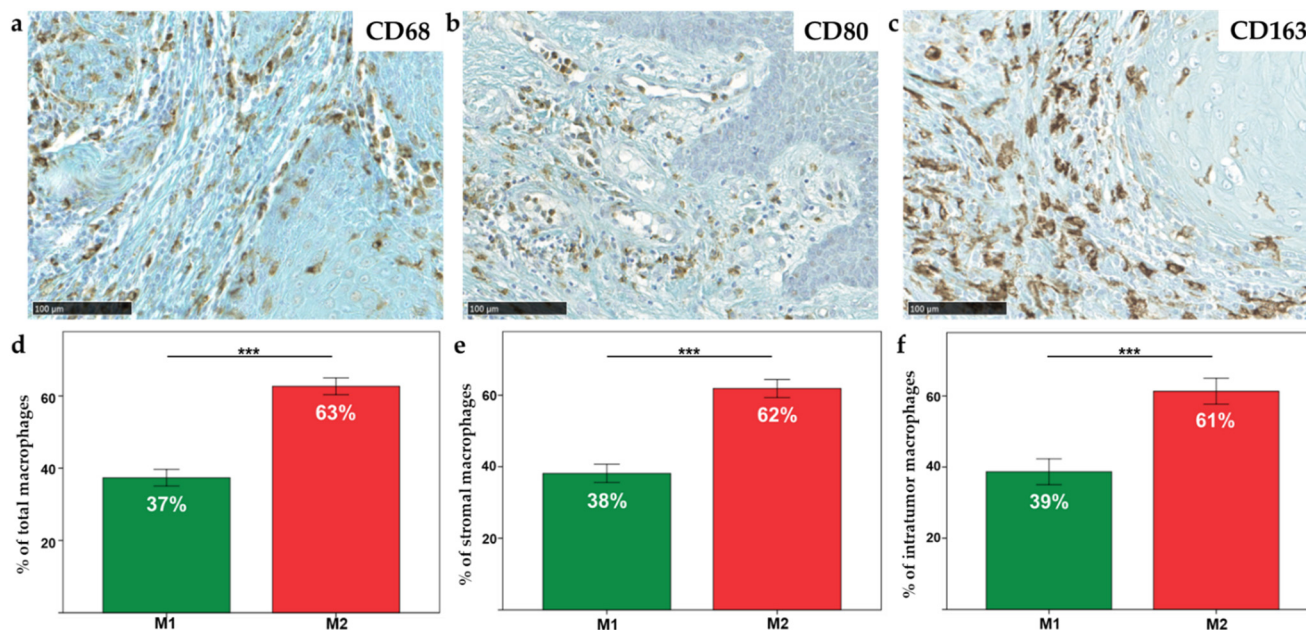 a
CD68
b
CD80
c
CD163
100 µm
100 µm
100 µm
d
% of total macrophages
60
40
20
***
37%
63%
M1
M2
e
% of stromal macrophages
60
40
20
***
38%
62%
M1
M2
f
% of intratumor macrophages
60
40
20
***
39%
61%
M1
M2